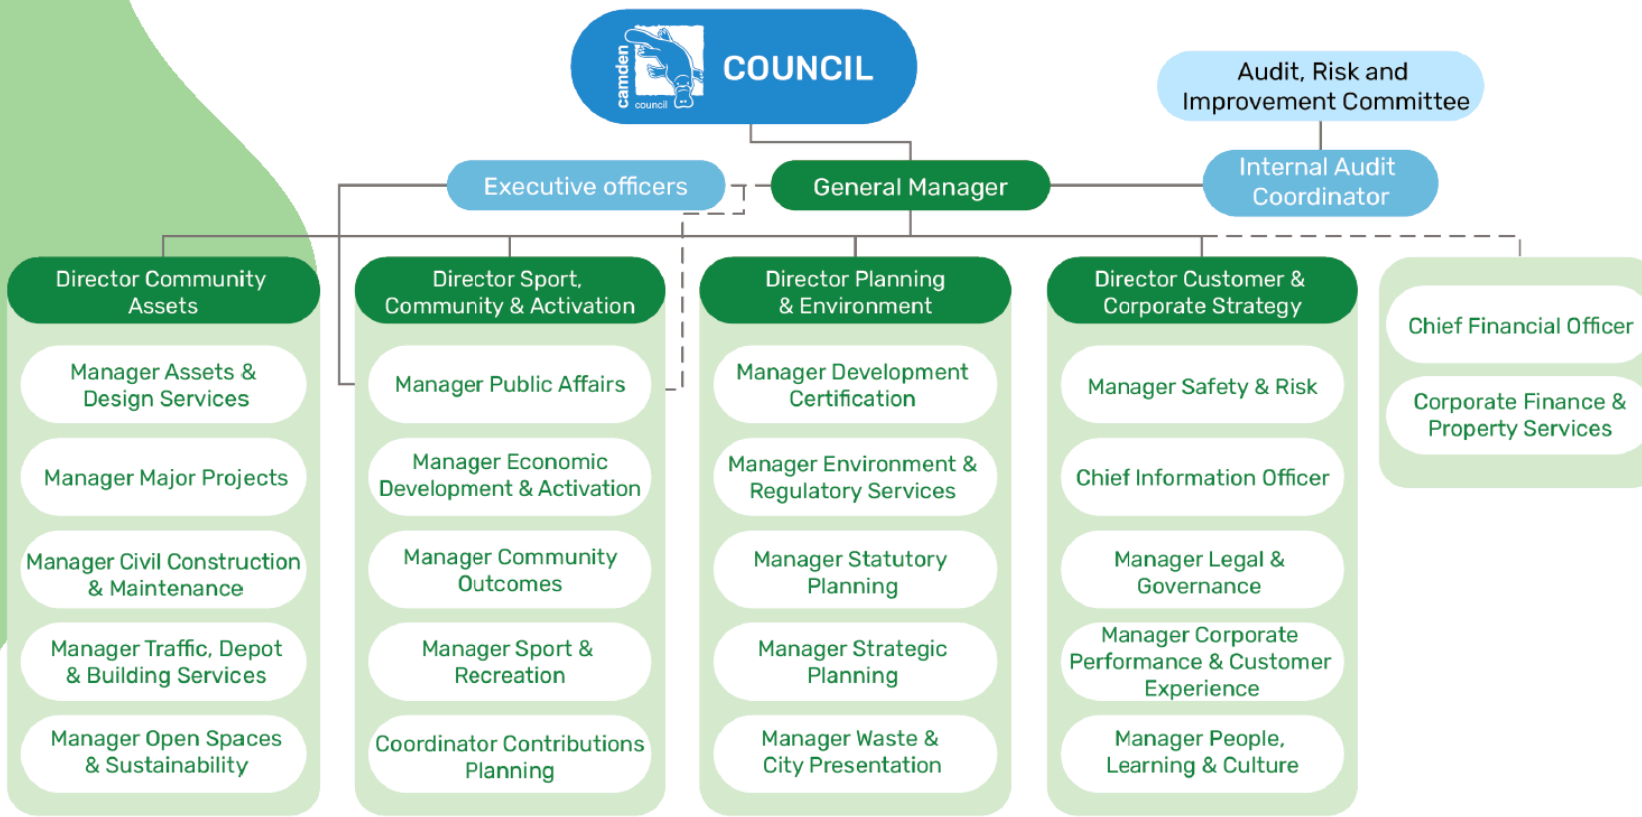 camden
council
COUNCIL
Audit, Risk and
Improvement Committee
Executive officers
General Manager
Internal Audit
Coordinator
Director Community
Assets
Manager Assets &
Design Services
Manager Major Projects
Manager Civil Construction
& Maintenance
Manager Traffic, Depot
& Building Services
Manager Open Spaces
& Sustainability
Director Sport,
Community & Activation
Manager Public Affairs
Manager Economic
Development & Activation
Manager Community
Outcomes
Manager Sport &
Recreation
Coordinator Contributions
Planning
Director Planning
& Environment
Manager Development
Certification
Manager Environment &
Regulatory Services
Manager Statutory
Planning
Manager Strategic
Planning
Manager Waste &
City Presentation
Director Customer &
Corporate Strategy
Manager Safety & Risk
Chief Information Officer
Manager Legal &
Governance
Manager Corporate
Performance & Customer
Experience
Manager People,
Learning & Culture
Chief Financial Officer
Corporate Finance &
Property Services